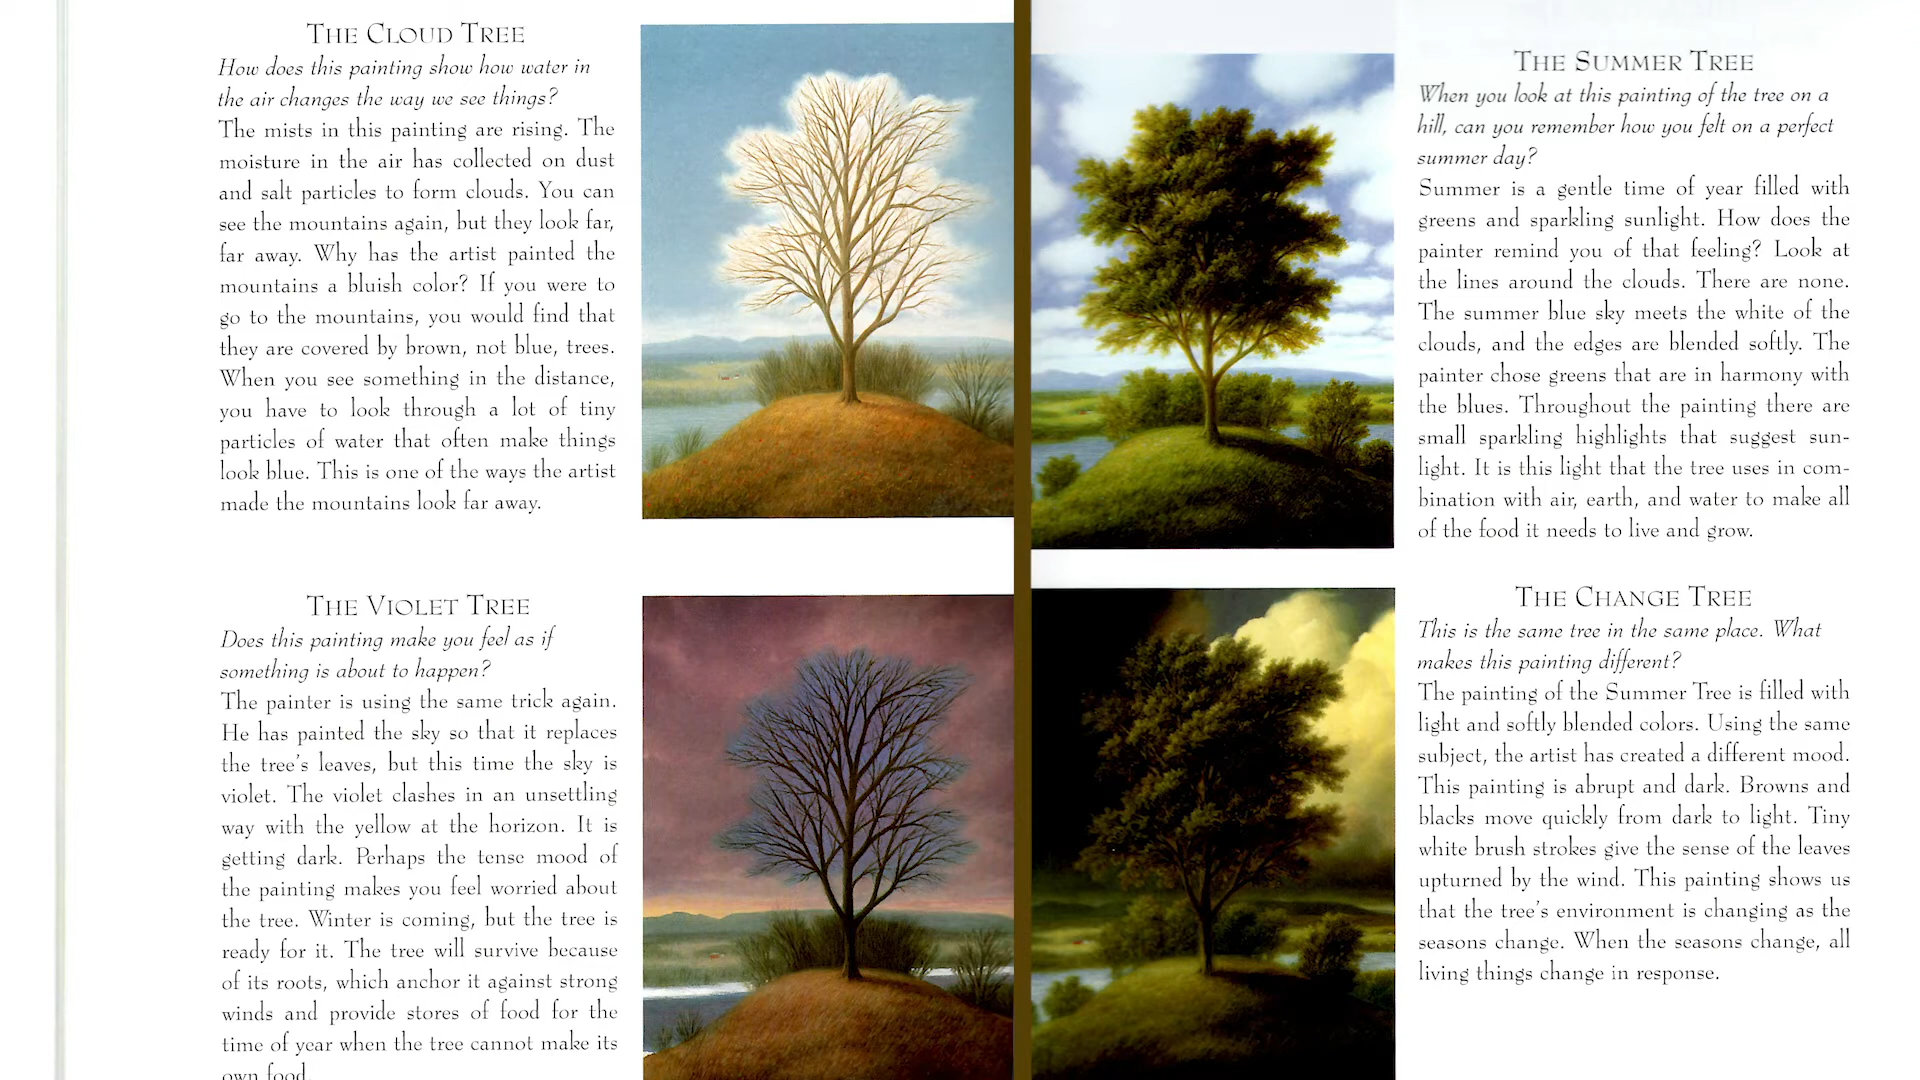 THE CLOUD TREE
How does this painting show how water in
the air changes the way we see things?
The mists in this painting are rising. The
moisture in the air has collected on dust
and salt particles to form clouds. You can
see the mountains again, but they look far,
far away. Why has the artist painted the
mountains a bluish color? If you were to
go to the mountains, you would find that
they are covered by brown, not blue, trees.
When you see something in the distance,
you have to look through a lot of tiny
particles of water that often make things
look blue. This is one of the ways the artist
made the mountains look far away.
THE VIOLET TREE
Does this painting make you feel as if
something is about to happen?
The painter is using the same trick again.
He has painted the sky so that it replaces
the tree's leaves, but this time the sky is
violet. The violet clashes in an unsettling
way with the yellow at the horizon. It is
getting dark. Perhaps the tense mood of
the painting makes you feel worried about
the tree. Winter is coming, but the tree is
ready for it. The tree will survive because
of its roots, which anchor it against strong
winds and provide stores of food for the
time of year when the tree cannot make its
own food.
THE SUMMER TREE
When you look at this painting of the tree on a
hill, can you remember how you felt on a perfect
summer day?
Summer is a gentle time of year filled with
greens and sparkling sunlight. How does the
painter remind you of that feeling? Look at
the lines around the clouds. There are none.
The summer blue sky meets the white of the
clouds, and the edges are blended softly. The
painter chose greens that are in harmony with
the blues. Throughout the painting there are
small sparkling highlights that suggest sun-
light. It is this light that the tree uses in com-
bination with air, earth, and water to make all
of the food it needs to live and grow.
THE CHANGE TREE
This is the same tree in the same place. What
makes this painting different?
The painting of the Summer Tree is filled with
light and softly blended colors. Using the same
subject, the artist has created a different mood.
This painting is abrupt and dark. Browns and
blacks move quickly from dark to light. Tiny
white brush strokes give the sense of the leaves
upturned by the wind. This painting shows us
that the tree's environment is changing as the
seasons change. When the seasons change, all
living things change in response.